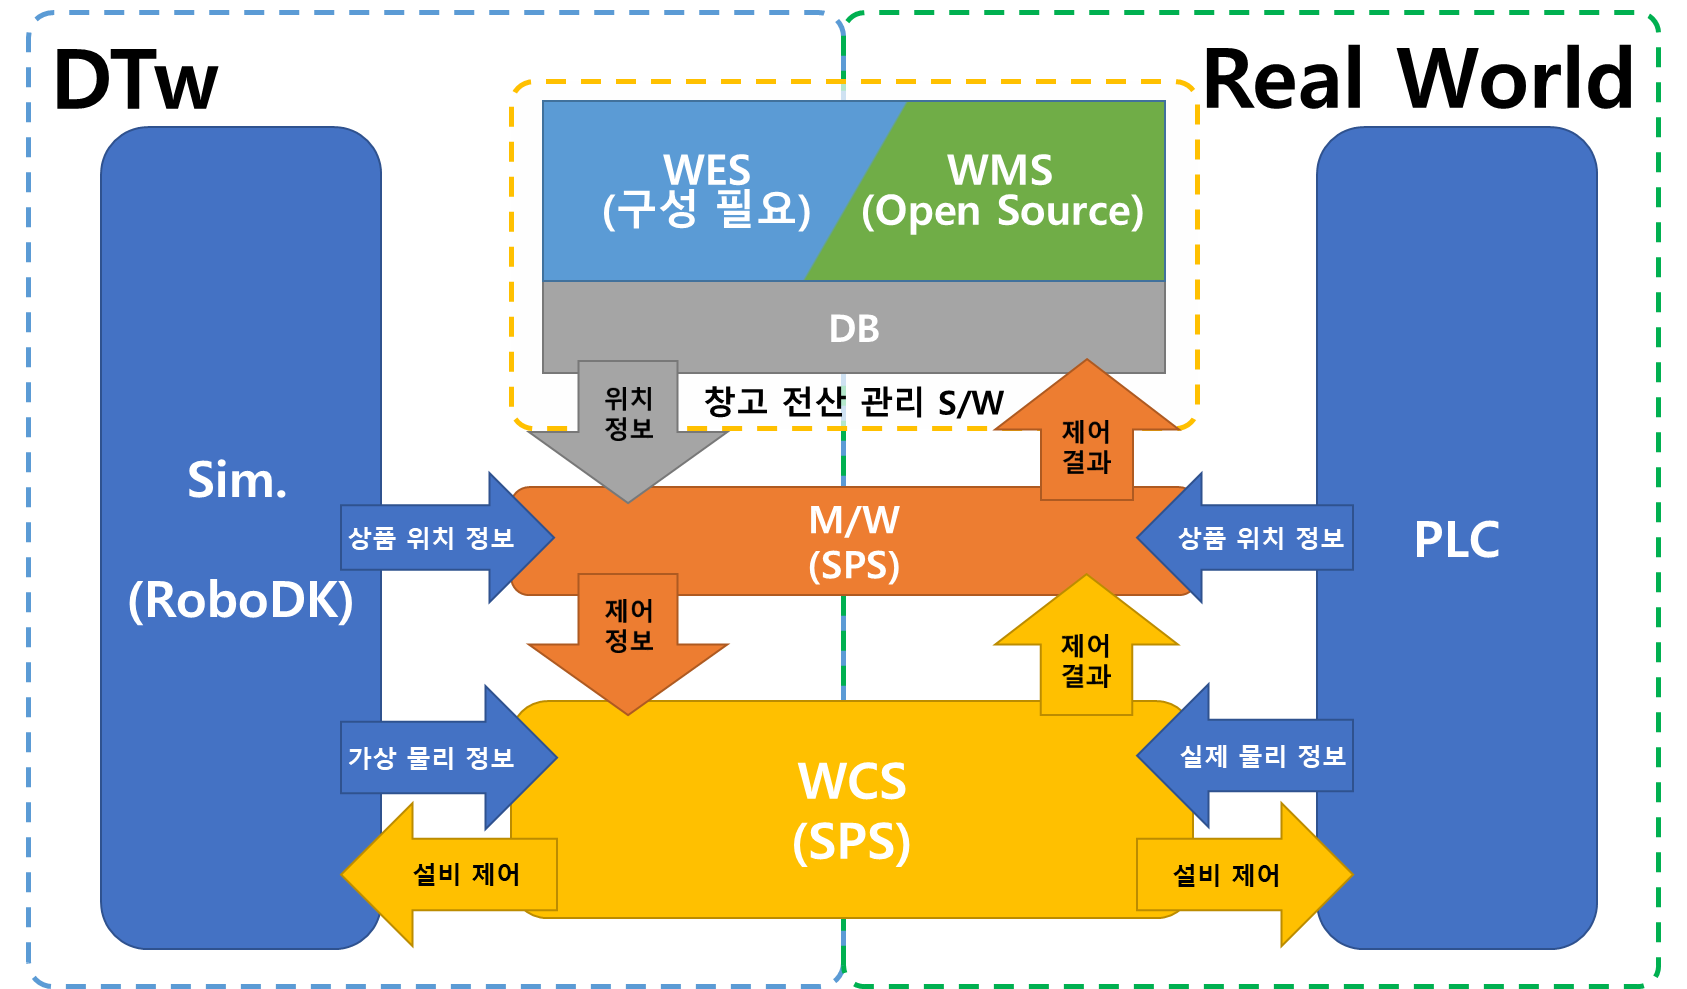 DTw
Real World
WES
(구성 필요)
WMS
(Open Source)
DB
위치
정보
창고 전산 관리 S/W
제어
결과
Sim.
(RoboDK)
상품 위치 정보
M/W
(SPS)
상품 위치 정보
PLC
제어
정보
제어
결과
가상 물리 정보
WCS
(SPS)
실제 물리 정보
설비 제어
설비 제어